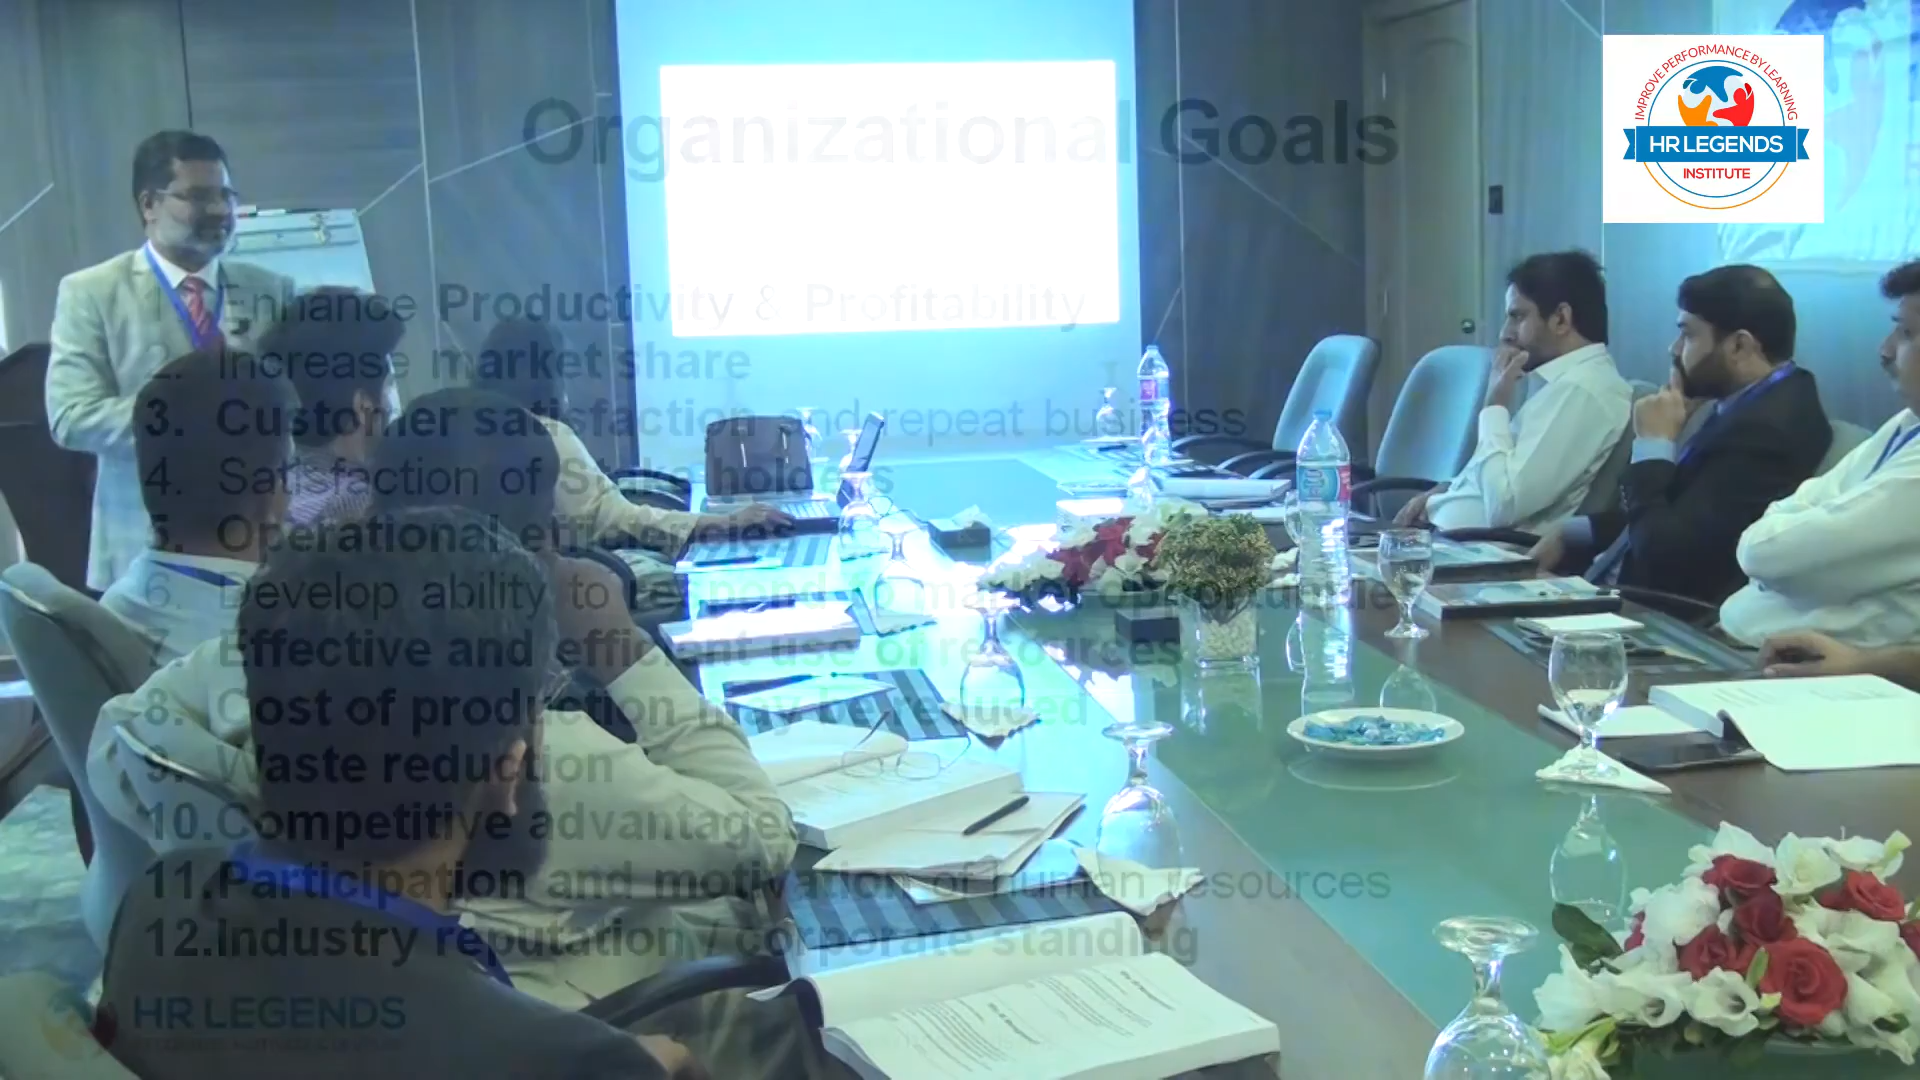 IMPROVE PERFORMANCE BY LEARNING
HR LEGENDS
INSTITUTE
Organizational Goals
1. Enhance Productivity & Profitability
2. Increase market share
3. Customer satisfaction and repeat business
4. Satisfaction of Stake holders
5. Operational efficiencies
6. Develop ability to respond to market opportunities
7. Effective and efficient use of resources
8. Cost of production may be reduced
9. Waste reduction
10. Competitive advantages
11. Participation and motivation of human resources
12. Industry reputation / corporate standing
HR LEGENDS